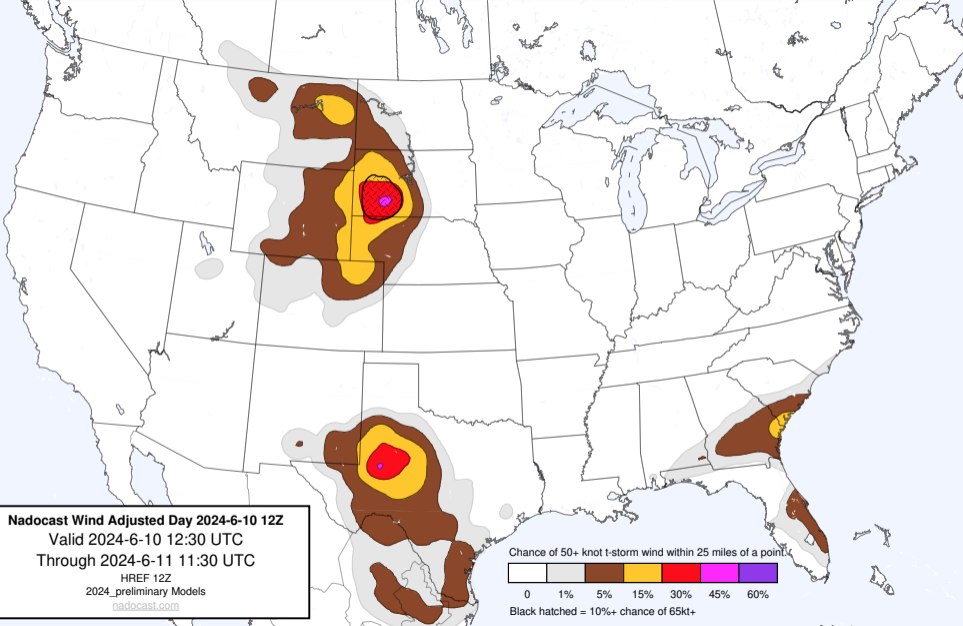 Nadocast Wind Adjusted Day 2024-6-10 12Z
Valid 2024-6-10 12:30 UTC
Through 2024-6-11 11:30 UTC
HREF 12Z
2024_preliminary Models
nadocast.com
Chance of 50+ knot t-storm wind within 25 miles of a point.
0 1% 5% 15% 30% 45% 60%
Black hatched = 10%+ chance of 65kt+